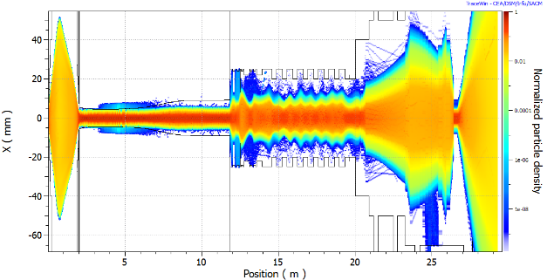 TraceWin - CEA/DSM/Irfu/SACM
40
20
0
-20
-40
-60
X ( mm )
5
10
15
20
25
Position ( m )
1
0.01
0.0001
1e-06
1e-08
Normalized particle density